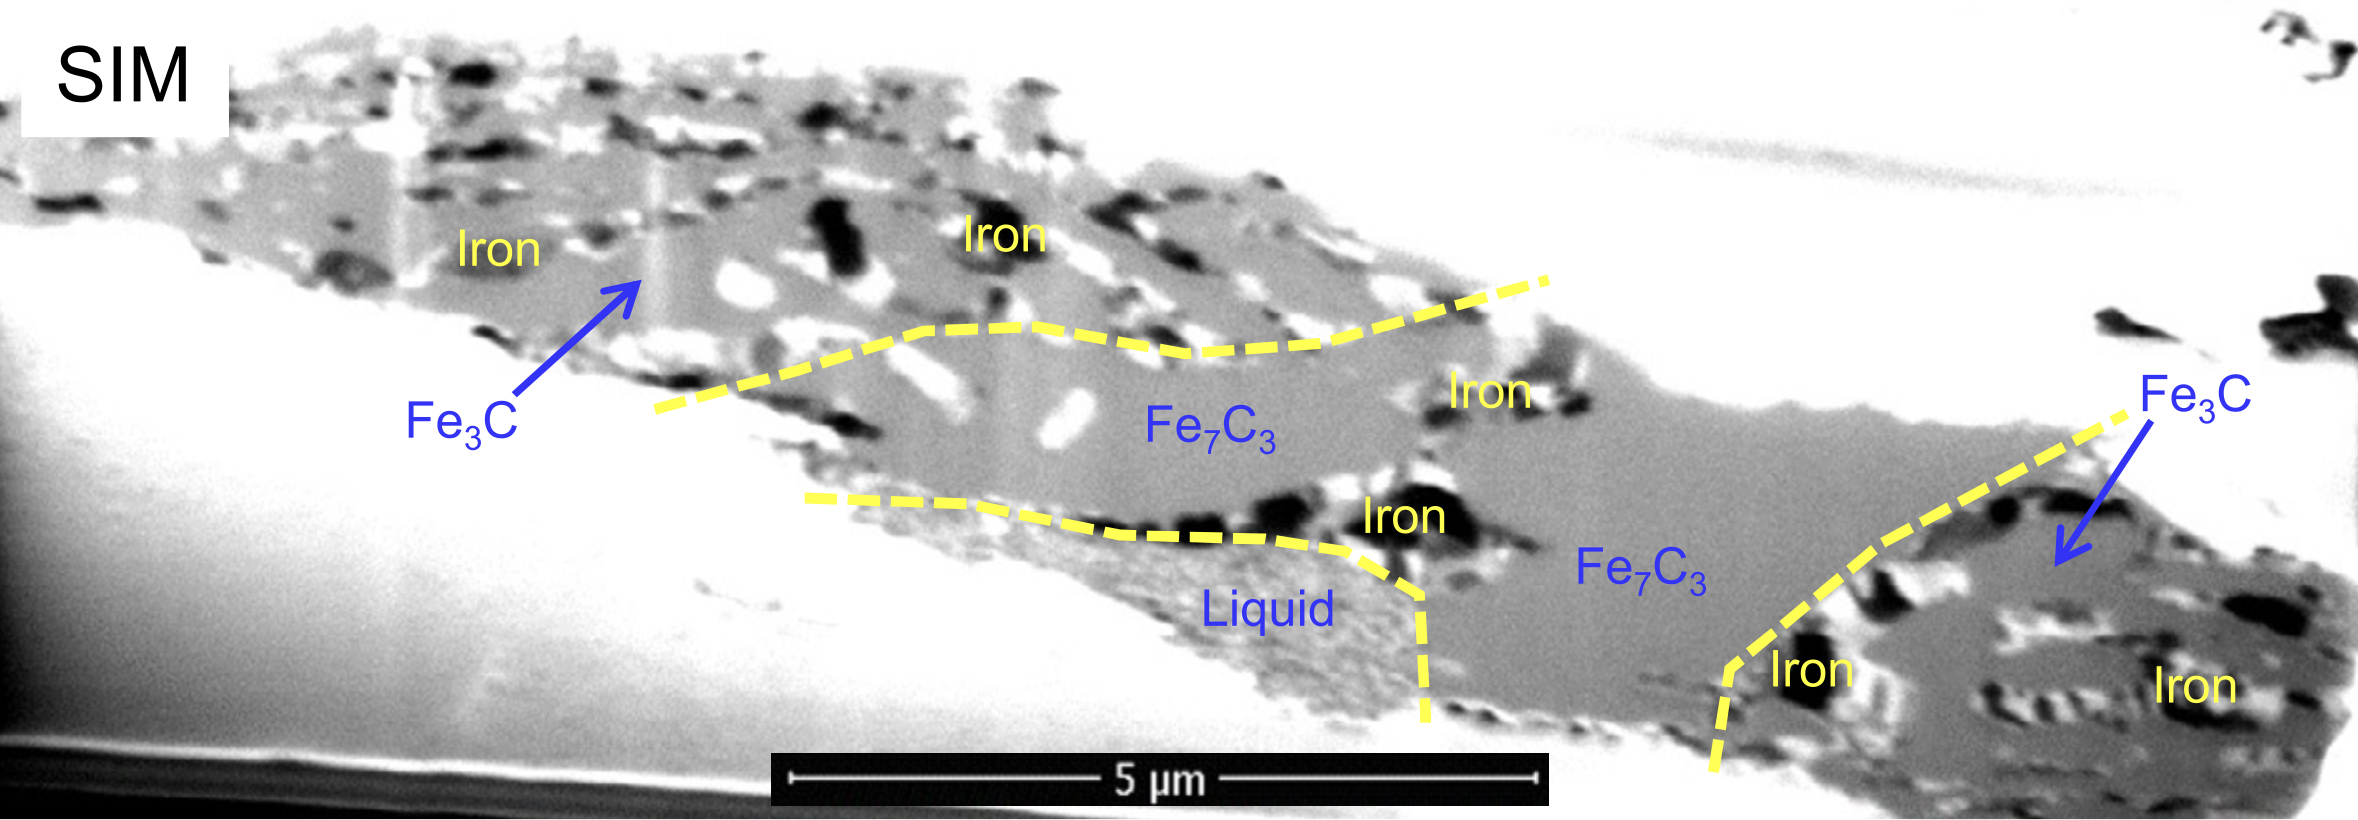 SIM
Iron
Iron
Fe₃C
Fe₇C₃
Iron
Fe₃C
Iron
Fe₇C₃
Liquid
Iron
Iron
5 µm